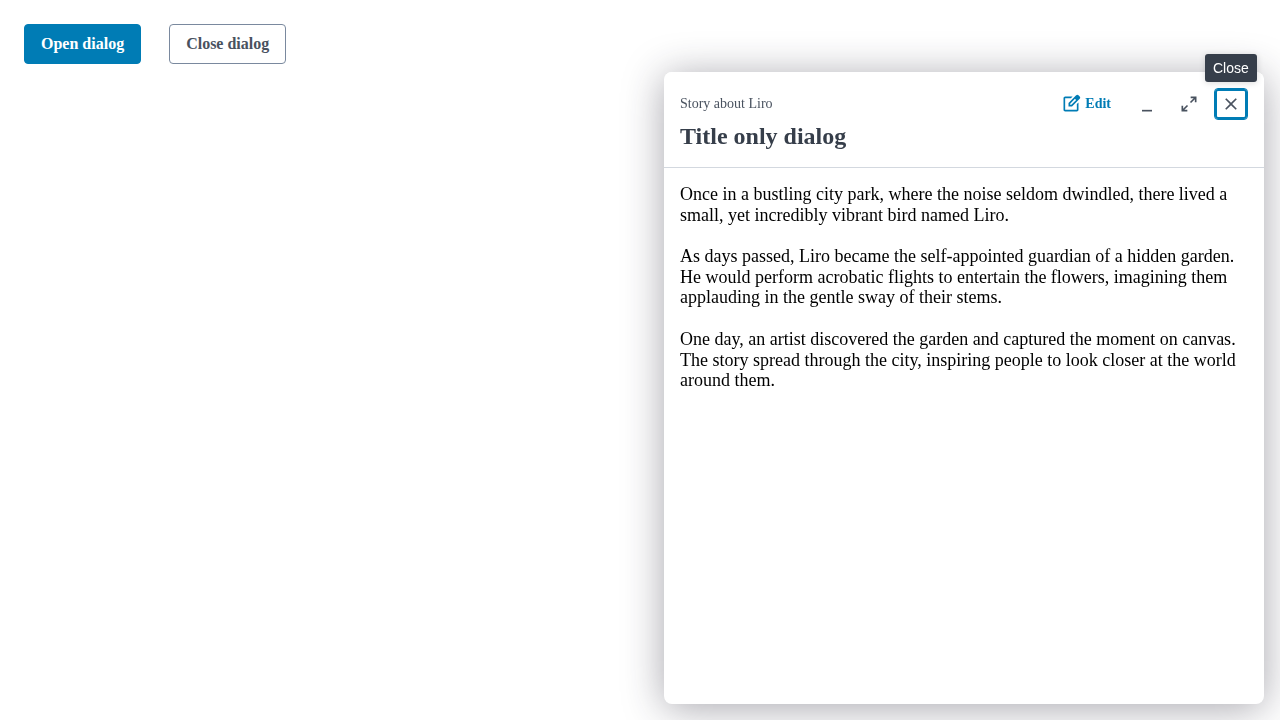 Open dialog
Close dialog
Close
Story about Liro
Edit
Title only dialog
Once in a bustling city park, where the noise seldom dwindled, there lived a
small, yet incredibly vibrant bird named Liro.
As days passed, Liro became the self-appointed guardian of a hidden garden.
He would perform acrobatic flights to entertain the flowers, imagining them
applauding in the gentle sway of their stems.
One day, an artist discovered the garden and captured the moment on canvas.
The story spread through the city, inspiring people to look closer at the world
around them.